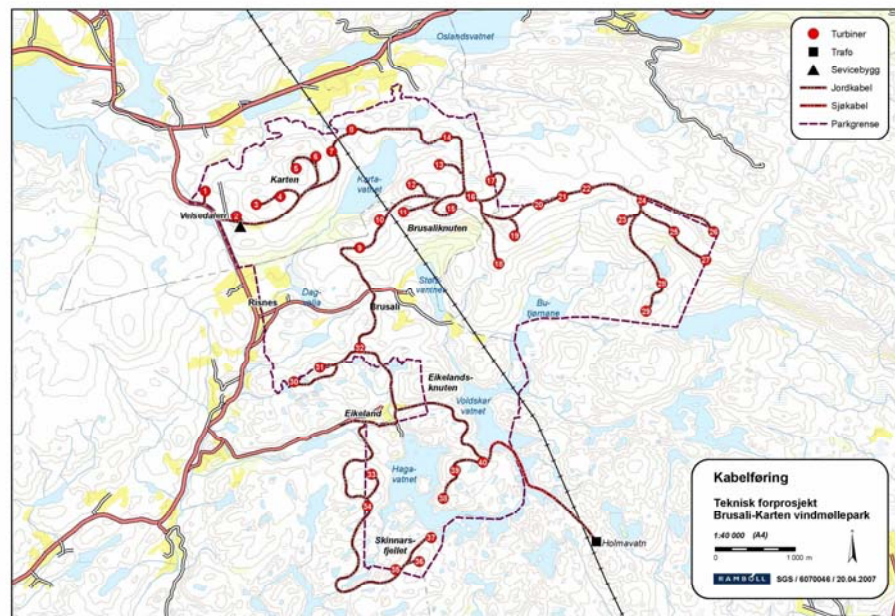 Oslandsvatnet
Turbiner
Trafo
Sevicebygg
Jordkabel
Sjøkabel
Parkgrense
8
14
7
6
5
13
Karten
Karta-
vatnet
17
1
12
4
3
16
20
21
22
24
Velsedalen
2
11
10
23
26
Brusaliknuten
19
25
9
18
27
Risnes
Dag-
Brusali
Bu-
tjørnane
28
29
32
31
30
Eikelands-
knuten
Voldskar
vatnet
Eikeland
40
33
Haga-
vatnet
39
38
34
37
Skinnars-
fjellet
36
35
Holmavatn
Kabelføring
Teknisk forprosjekt
Brusali-Karten vindmøllepark
1:40 000 (A4)
0 1 000 m
RAMBØLL SGS / 6070046 / 20.04.2007